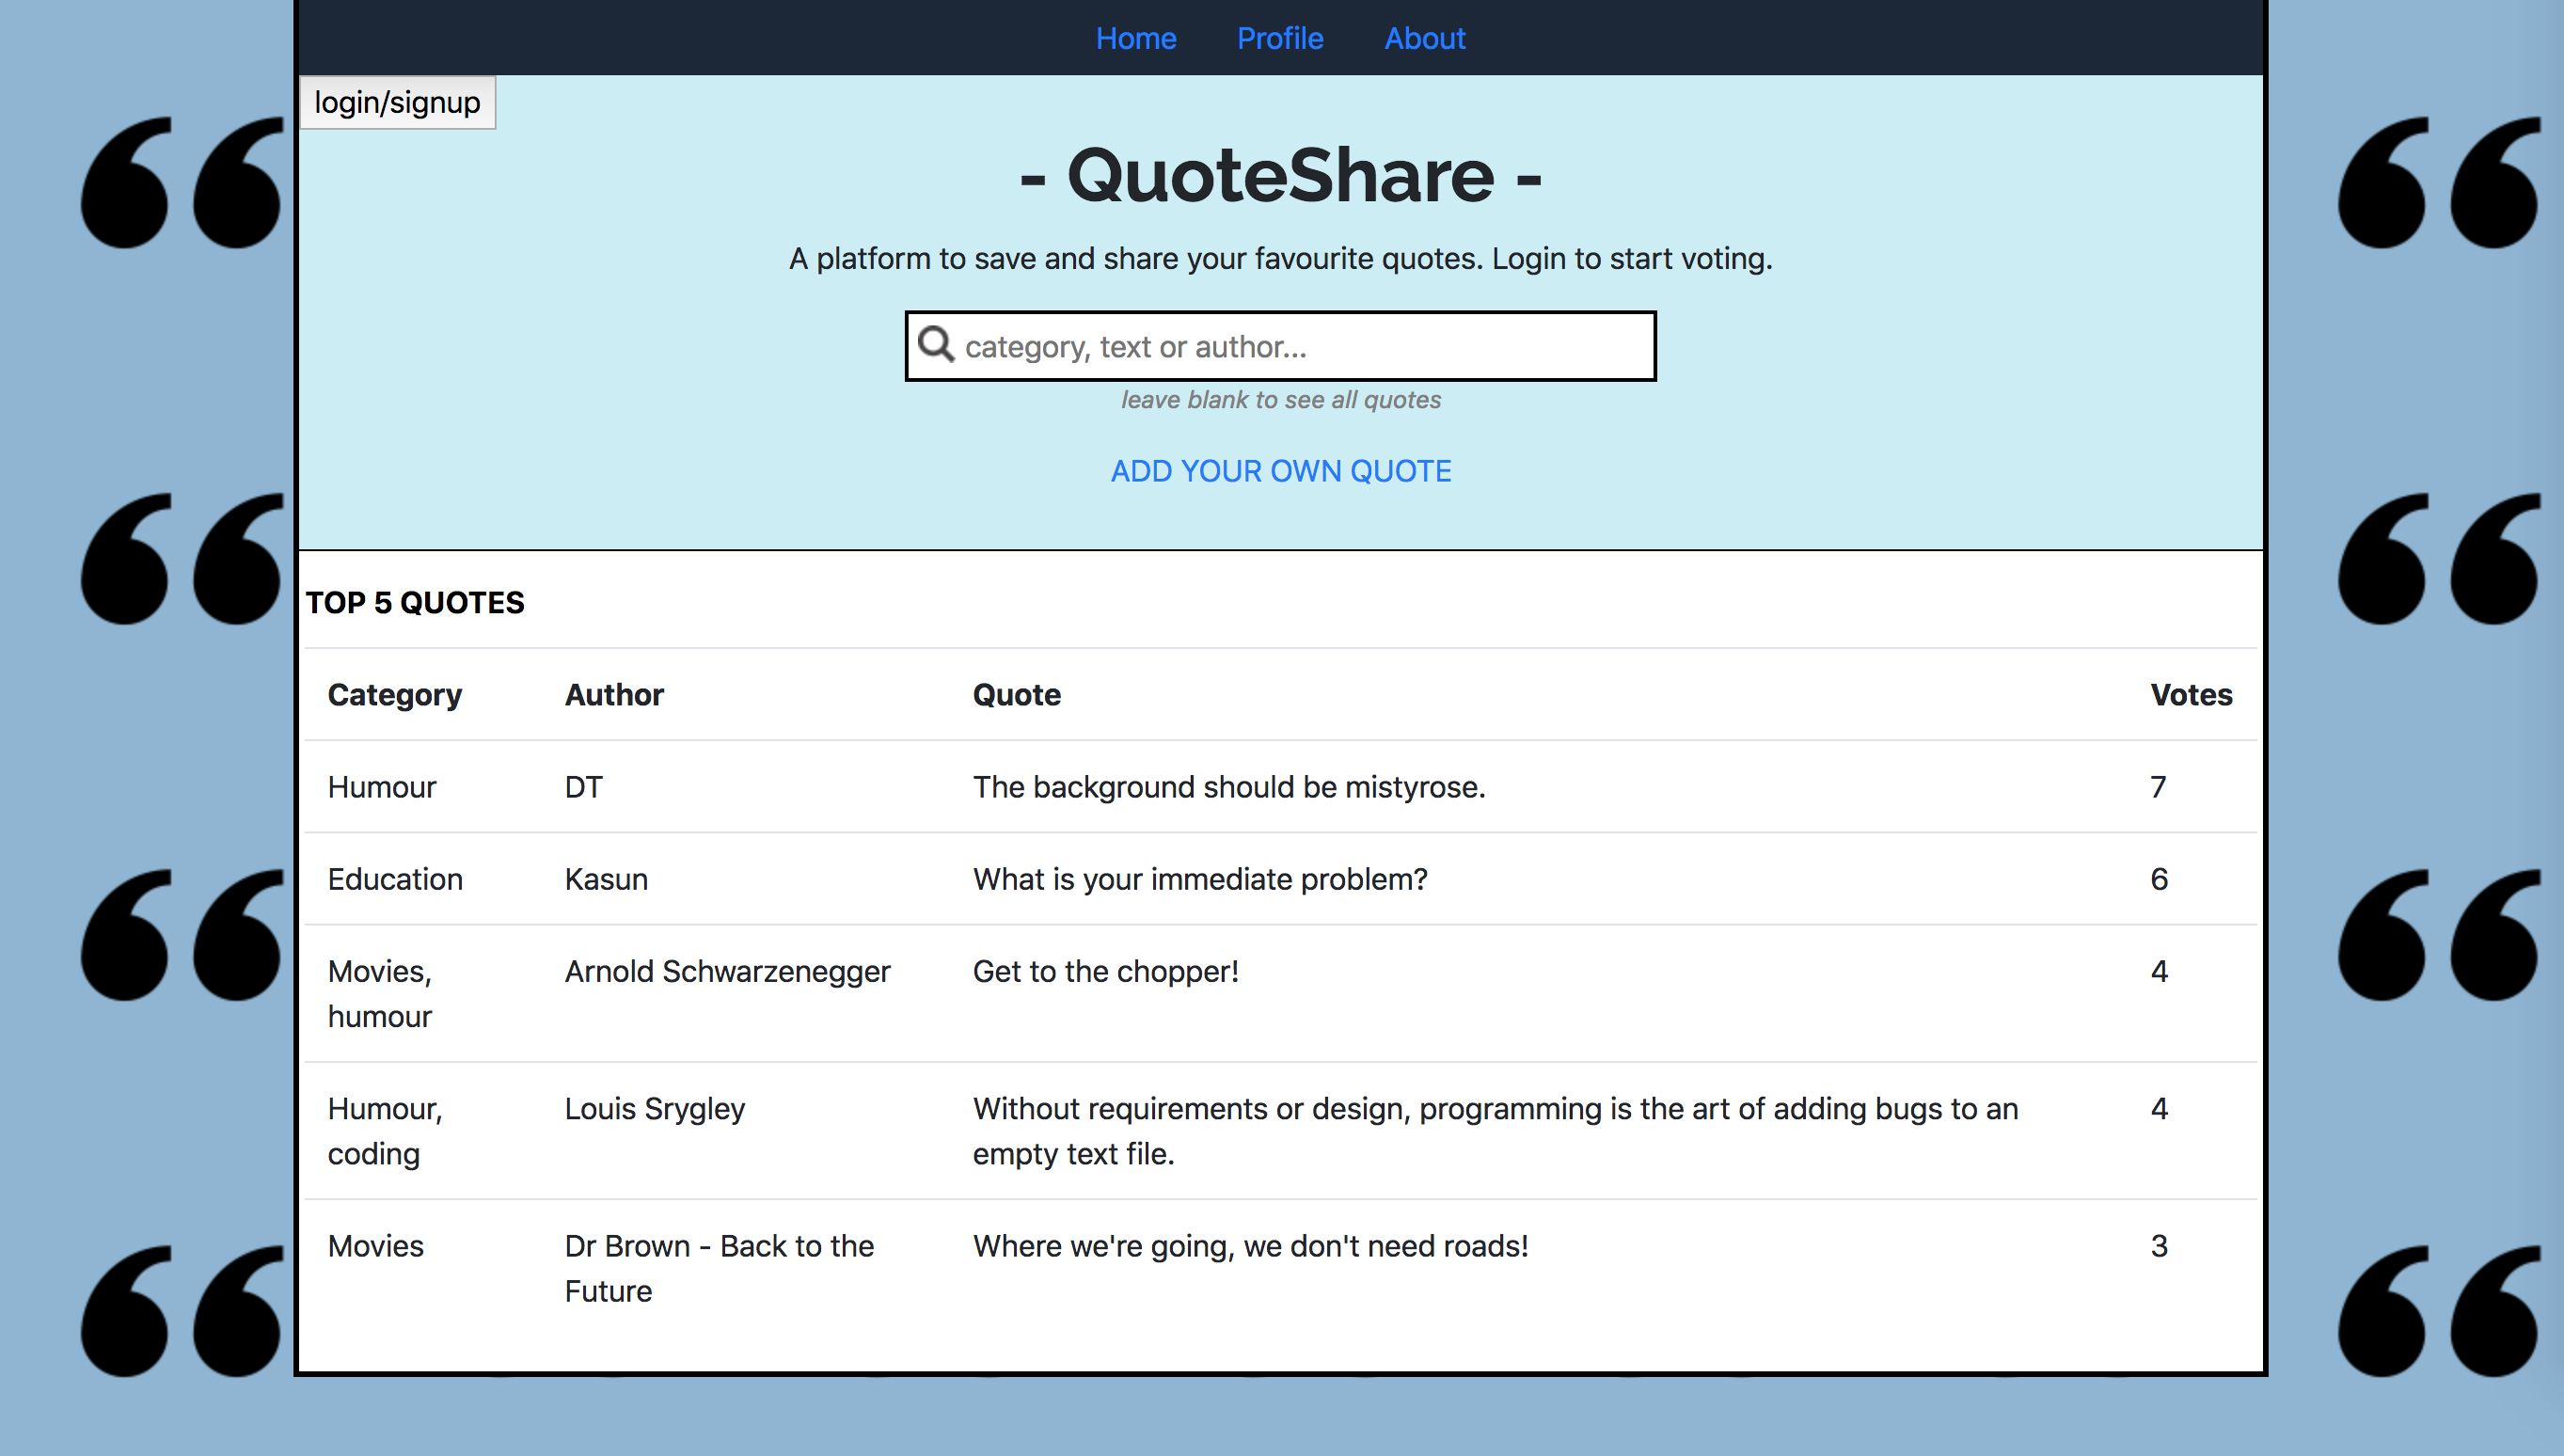 Home Profile About
login/signup
- QuoteShare -
A platform to save and share your favourite quotes. Login to start voting.
category, text or author...
leave blank to see all quotes
ADD YOUR OWN QUOTE
TOP 5 QUOTES
Category Author Quote Votes
Humour DT The background should be mistyrose. 7
Education Kasun What is your immediate problem? 6
Movies, Arnold Schwarzenegger Get to the chopper! 4
humour
Humour, Louis Srygley Without requirements or design, programming is the art of adding bugs to an 4
coding empty text file.
Movies Dr Brown - Back to the Where we're going, we don't need roads! 3
Future